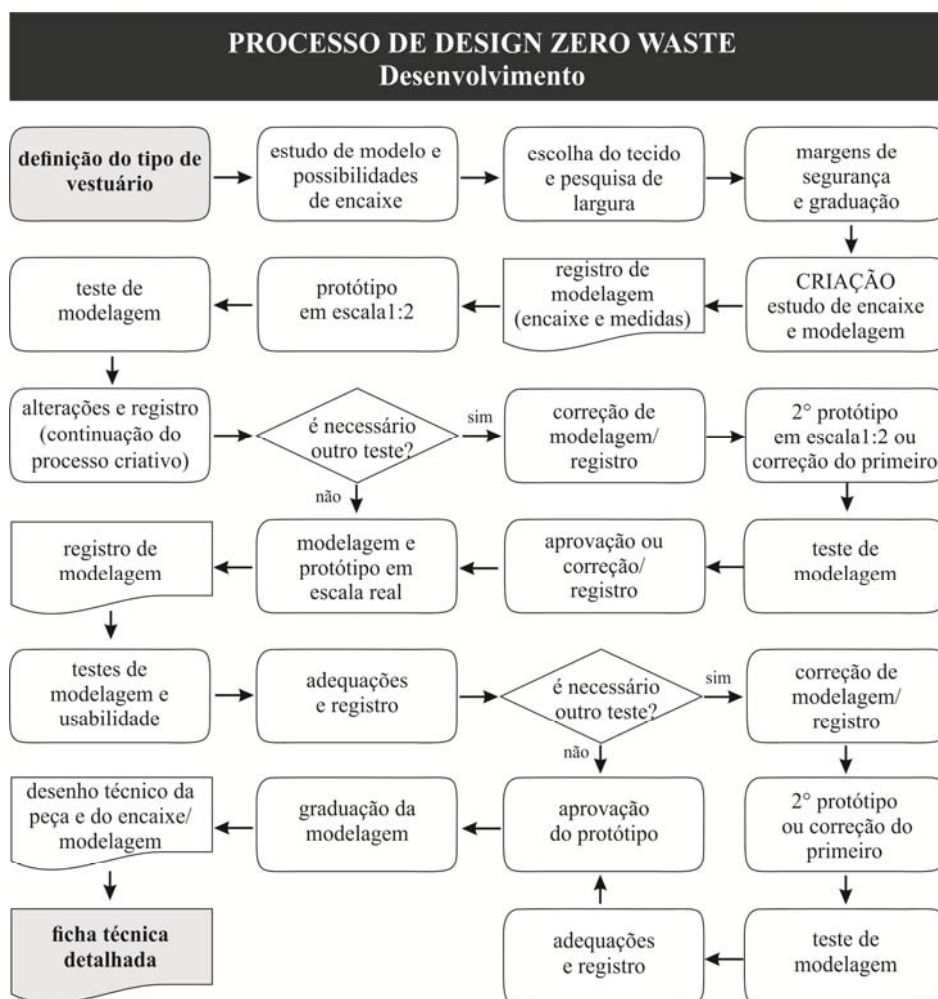 PROCESSO DE DESIGN ZERO WASTE
Desenvolvimento
definição do tipo de
vestuário
estudo de modelo e
possibilidades
de encaixe
escolha do tecido
e pesquisa de
largura
margens de
segurança
e graduação
teste de
modelagem
protótipo
em escala1:2
registro de
modelagem
(encaixe e medidas)
CRIAÇÃO
estudo de encaixe
e modelagem
alterações e registro
(continuação do
processo criativo)
é necessário
outro teste?
sim
não
correção de
modelagem/
registro
2° protótipo
em escala1:2 ou
correção do primeiro
registro de
modelagem
modelagem e
protótipo em
escala real
aprovação ou
correção/
registro
teste de
modelagem
testes de
modelagem e
usabilidade
adequações
e registro
é necessário
outro teste?
sim
não
correção de
modelagem/
registro
desenho técnico da
peça e do encaixe/
modelagem
graduação da
modelagem
aprovação
do protótipo
2° protótipo
ou correção do
primeiro
ficha técnica
detalhada
adequações
e registro
teste de
modelagem